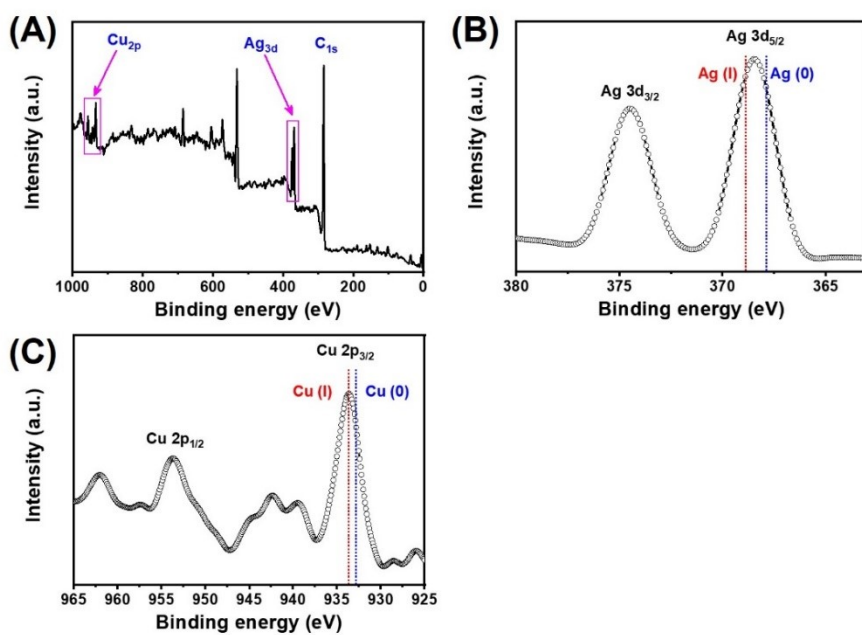 (A)
Cu2p
Ag3d
C1s
Intensity (a.u.)
1000 800 600 400 200 0
Binding energy (eV)
(B)
Ag 3d5/2
Ag (I) Ag (0)
Ag 3d3/2
Intensity (a.u.)
380 375 370 365
Binding energy (eV)
(C)
Cu 2p3/2
Cu (I) Cu (0)
Cu 2p1/2
Intensity (a.u.)
965 960 955 950 945 940 935 930 925
Binding energy (eV)